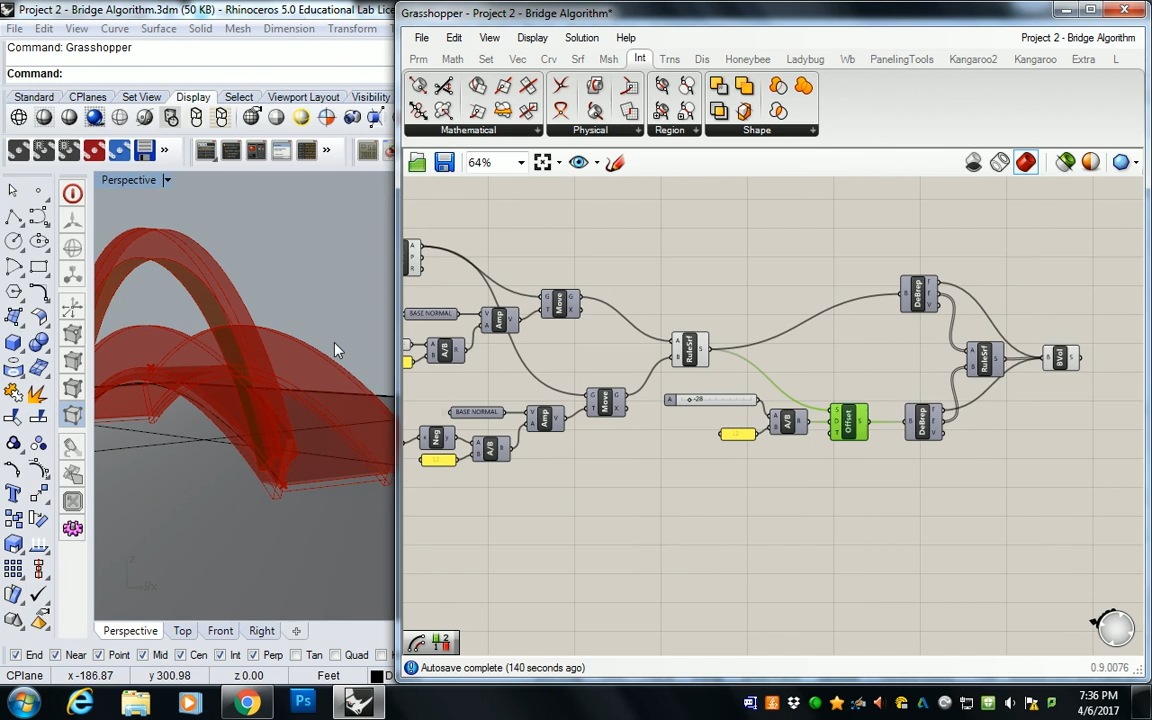 Project 2 - Bridge Algorithm.3dm (50 KB) - Rhinoceros 5.0 Educational Lab Lice
File Edit View Curve Surface Solid Mesh Dimension Transform
Command: Grasshopper
Command:
Standard CPlanes Set View Display Select Viewport Layout Visibility
Perspective
z
Perspective Top Front Right
End Near Point Mid Cen Int Perp Tan Quad
CPlane x -186.87 y 300.98 z 0.00 Feet
Grasshopper - Project 2 - Bridge Algorithm*
File Edit View Display Solution Help Project 2 - Bridge Algorithm
Prm Math Set Vec Crv Srf Msh Int Trns Dis Honeybee Ladybug Wb PanelingTools Kangaroo2 Kangaroo Extra L
Mathematical Physical Region Shape
64%
A
P
R
BASE NORMAL
V
A
Amp
V
G
T
Move
G
X
A
B
A/B
R
A
B
RuleSrf
S
BASE NORMAL
V
A
Amp
V
G
T
Move
G
X
x
Neg
y
A
B
A/B
R
12
A
-28
12
A
B
A/B
R
S
D
T
Offset
S
B
DeBrep
F
E
V
B
DeBrep
F
E
V
A
B
RuleSrf
S
B
BVol
S
Autosave complete (140 seconds ago)
0.9.0076
Ps
7:36 PM
4/6/2017